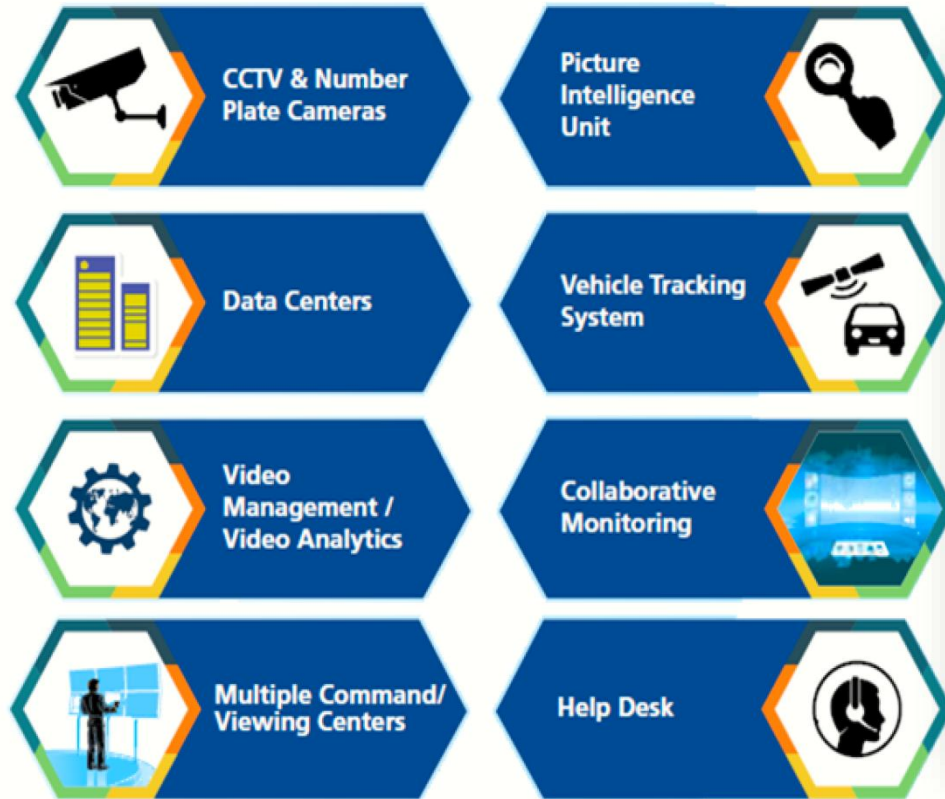 CCTV & Number
Plate Cameras
Picture
Intelligence
Unit
Data Centers
Vehicle Tracking
System
Video
Management /
Video Analytics
Collaborative
Monitoring
Multiple Command/
Viewing Centers
Help Desk